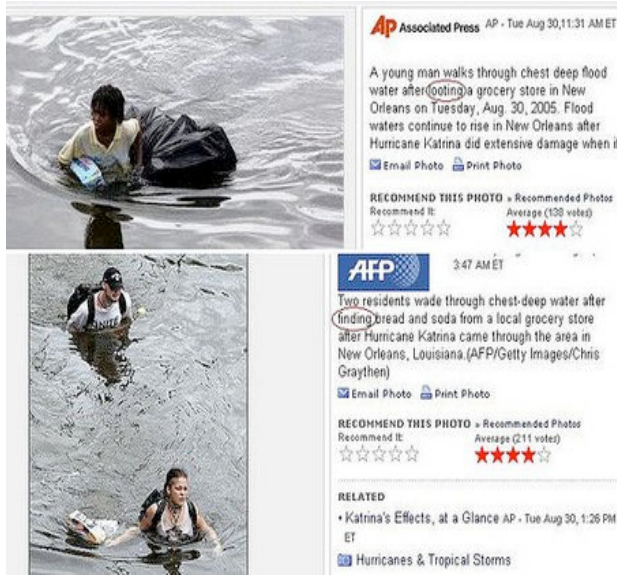 AP Associated Press AP - Tue Aug 30,11:31 AM ET
A young man walks through chest deep flood
water after looting a grocery store in New
Orleans on Tuesday, Aug. 30, 2005. Flood
waters continue to rise in New Orleans after
Hurricane Katrina did extensive damage when i
Email Photo Print Photo
RECOMMEND THIS PHOTO » Recommended Photos
Recommend It: Average (138 votes)
AFP 3:47 AM ET
Two residents wade through chest-deep water after
finding bread and soda from a local grocery store
after Hurricane Katrina came through the area in
New Orleans, Louisiana.(AFP/Getty Images/Chris
Graythen)
Email Photo Print Photo
RECOMMEND THIS PHOTO » Recommended Photos
Recommend It: Average (211 votes)
RELATED
• Katrina's Effects, at a Glance AP - Tue Aug 30, 1:26 PM
ET
Hurricanes & Tropical Storms